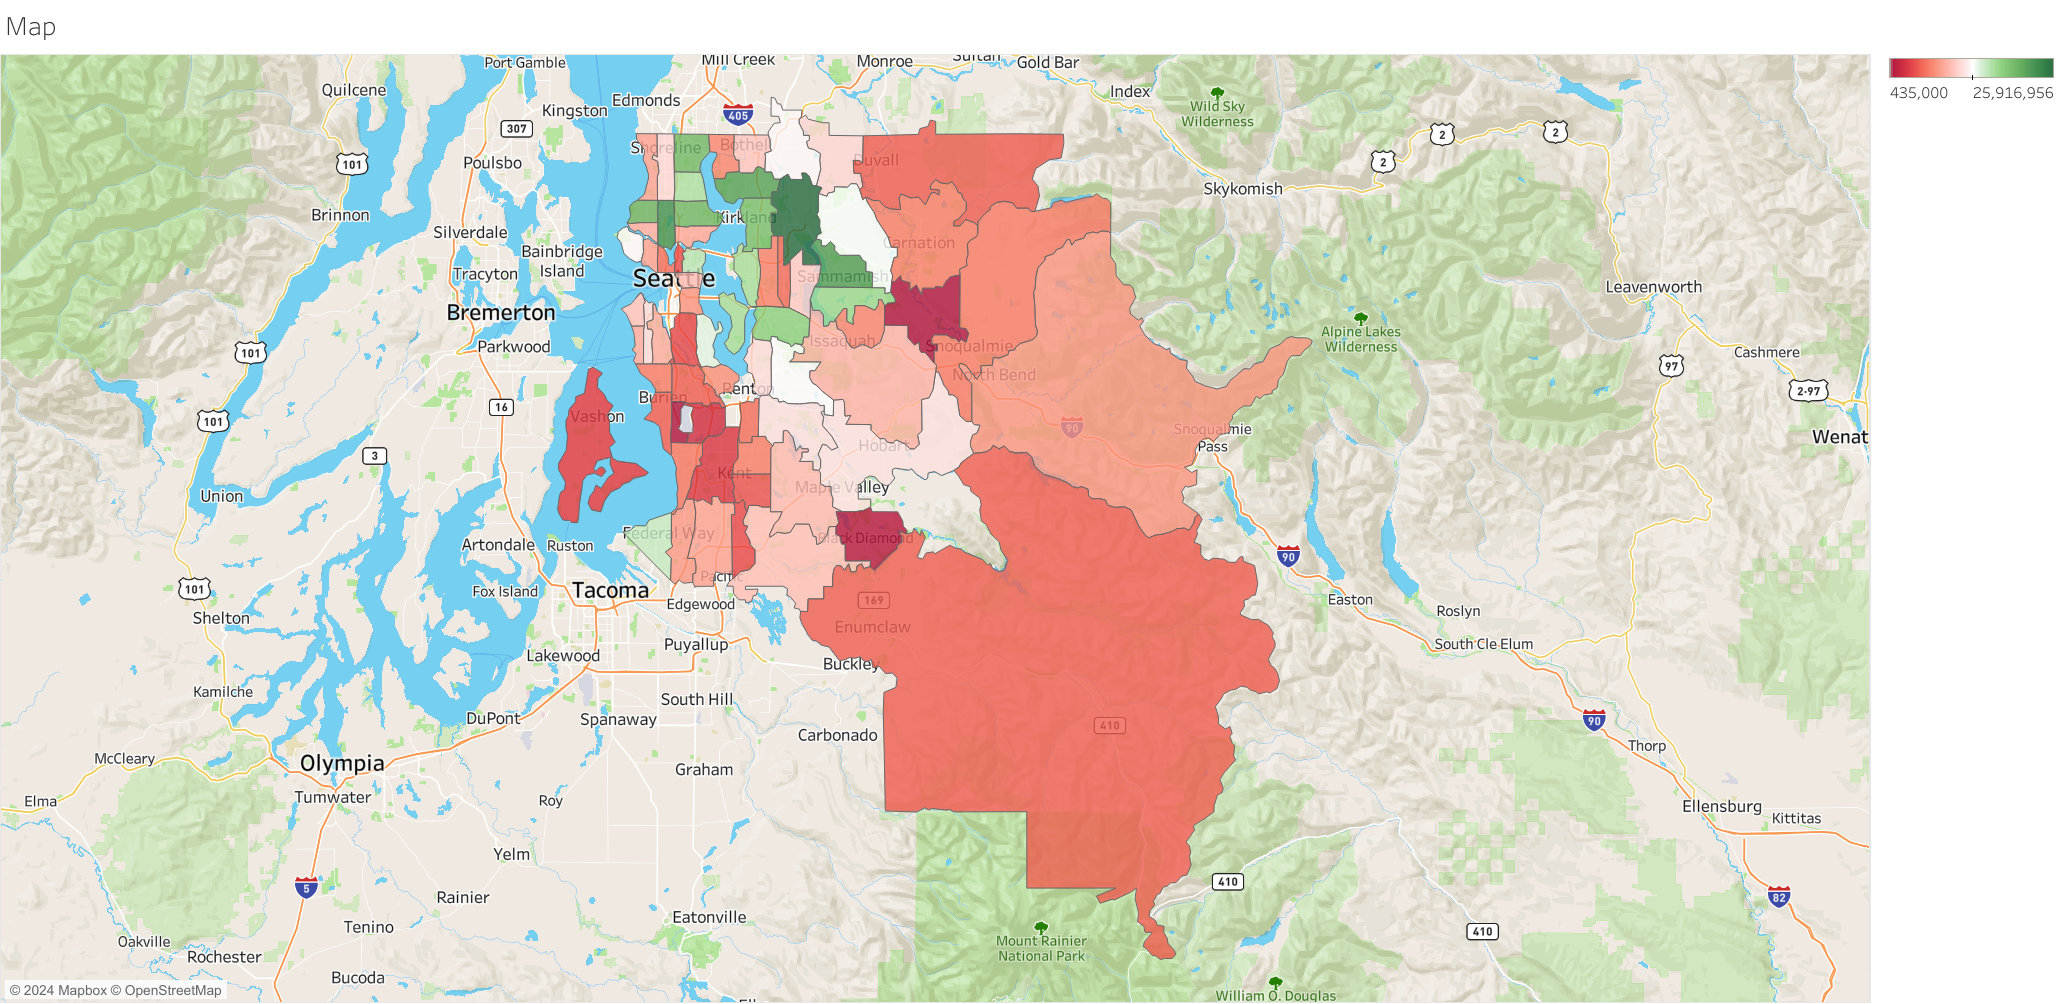 Map
435,000
25,916,956
Port Gamble
Mill Creek
Monroe
Sultan
Gold Bar
Quilcene
Kingston
Edmonds
405
Index
Wild Sky
Wilderness
307
2
2
101
Poulsbo
Shoreline
Bothel
Duvall
2
Skykomish
Brinnon
Silverdale
Kirkland
Carnation
Bainbridge
Island
Tracyton
Seattle
Sammamish
Leavenworth
Bremerton
Alpine Lakes
Wilderness
Parkwood
Issaquah
Snoqualmie
101
Cashmere
97
North Bend
Renton
2-97
Burien
16
Vashon
101
90
Snoqualmie
Pass
Wenat
Hobart
3
Kent
Maple Valley
Union
Federal Way
Black Diamond
Artondale
Ruston
90
Pacific
101
Fox Island
Tacoma
Edgewood
169
Easton
Roslyn
Shelton
Enumclaw
Puyallup
South Cle Elum
Lakewood
Buckley
Kamilche
South Hill
DuPont
Spanaway
410
90
Carbonado
McCleary
Olympia
Graham
Thorp
Elma
Tumwater
Roy
Ellensburg
Kittitas
Yelm
5
Rainier
410
82
Tenino
Eatonville
Mount Rainier
National Park
410
Oakville
Rochester
Bucoda
William O. Douglas
© 2024 Mapbox © OpenStreetMap